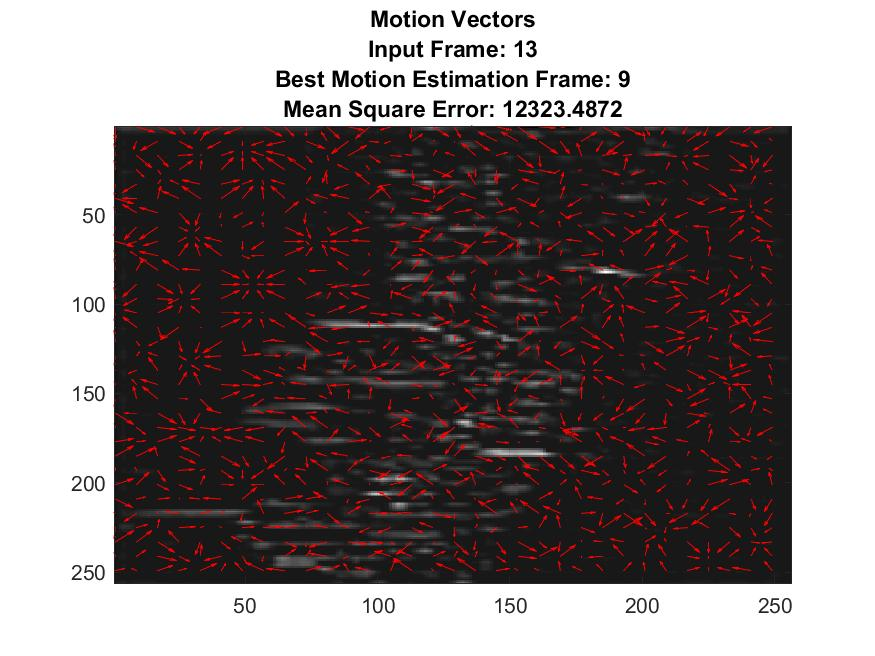 Motion Vectors
Input Frame: 13
Best Motion Estimation Frame: 9
Mean Square Error: 12323.4872
50
100
150
200
250
50 100 150 200 250